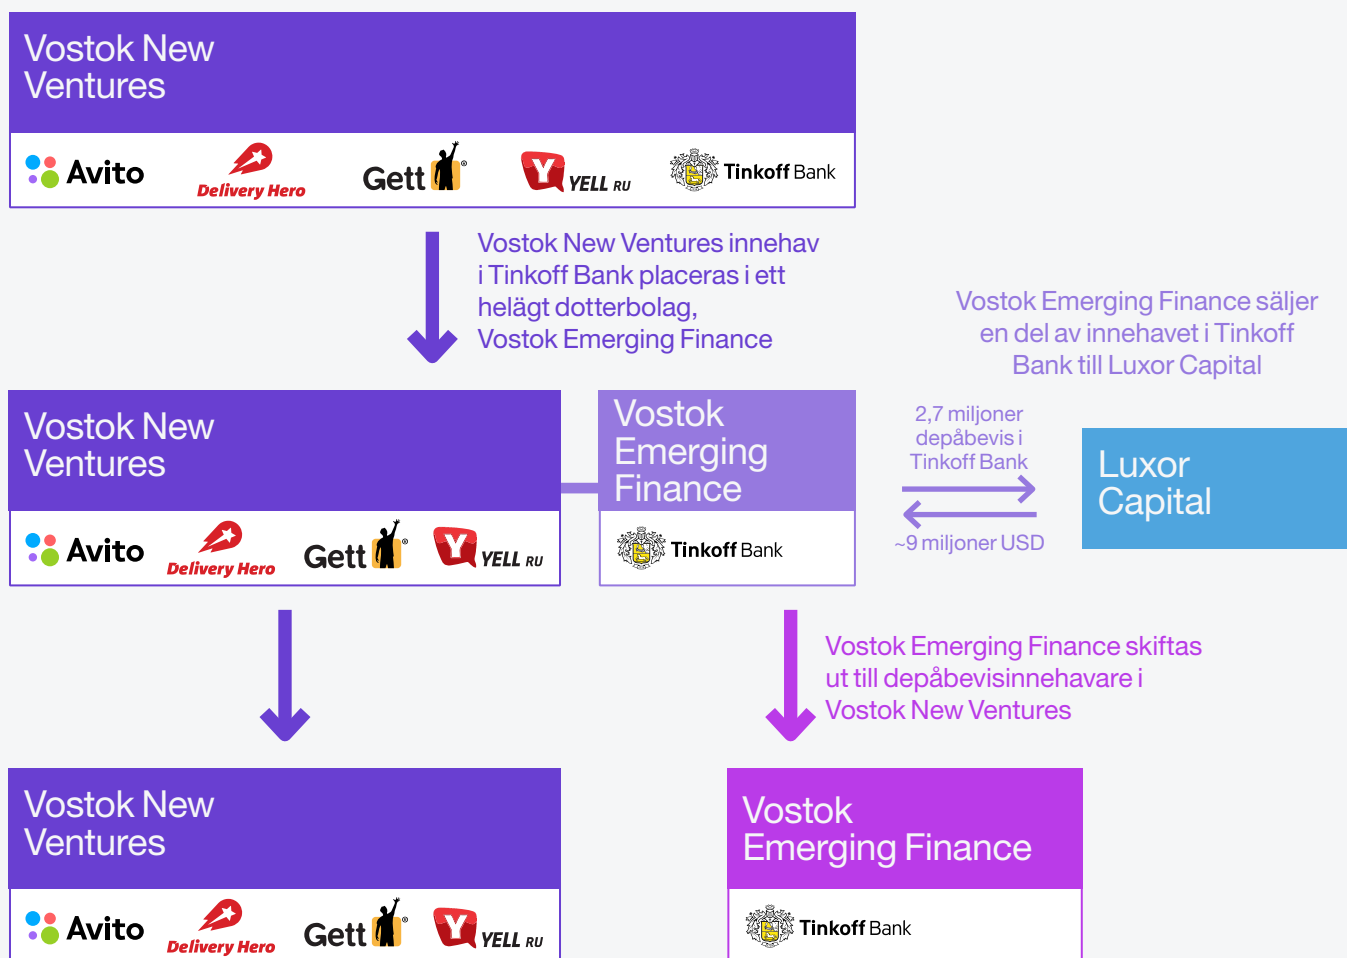 Vostok New
Ventures
Avito
Delivery Hero
Gett®
Y YELL RU
Tinkoff Bank
Vostok New Ventures innehav
i Tinkoff Bank placeras i ett
helägt dotterbolag,
Vostok Emerging Finance
Vostok Emerging Finance säljer
en del av innehavet i Tinkoff
Bank till Luxor Capital
Vostok New
Ventures
Avito
Delivery Hero
Gett®
Y YELL RU
Vostok
Emerging
Finance
Tinkoff Bank
2,7 miljoner
depåbevis i
Tinkoff Bank
~9 miljoner USD
Luxor
Capital
Vostok Emerging Finance skiftas
ut till depåbevisinnehavare i
Vostok New Ventures
Vostok New
Ventures
Avito
Delivery Hero
Gett®
Y YELL RU
Vostok
Emerging Finance
Tinkoff Bank